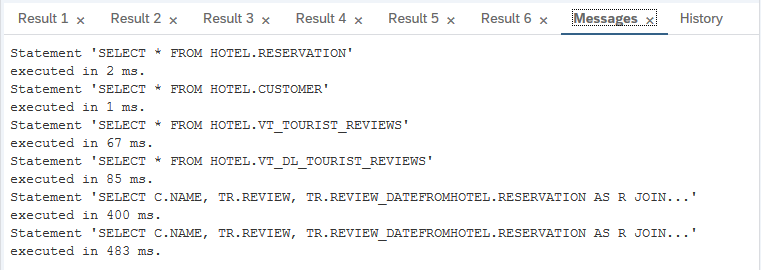 Result 1 × Result 2 × Result 3 × Result 4 × Result 5 × Result 6 × Messages × History
Statement 'SELECT * FROM HOTEL.RESERVATION'
executed in 2 ms.
Statement 'SELECT * FROM HOTEL.CUSTOMER'
executed in 1 ms.
Statement 'SELECT * FROM HOTEL.VT_TOURIST_REVIEWS'
executed in 67 ms.
Statement 'SELECT * FROM HOTEL.VT_DL_TOURIST_REVIEWS'
executed in 85 ms.
Statement 'SELECT C.NAME, TR.REVIEW, TR.REVIEW_DATEFROMHOTEL.RESERVATION AS R JOIN...'
executed in 400 ms.
Statement 'SELECT C.NAME, TR.REVIEW, TR.REVIEW_DATEFROMHOTEL.RESERVATION AS R JOIN...'
executed in 483 ms.